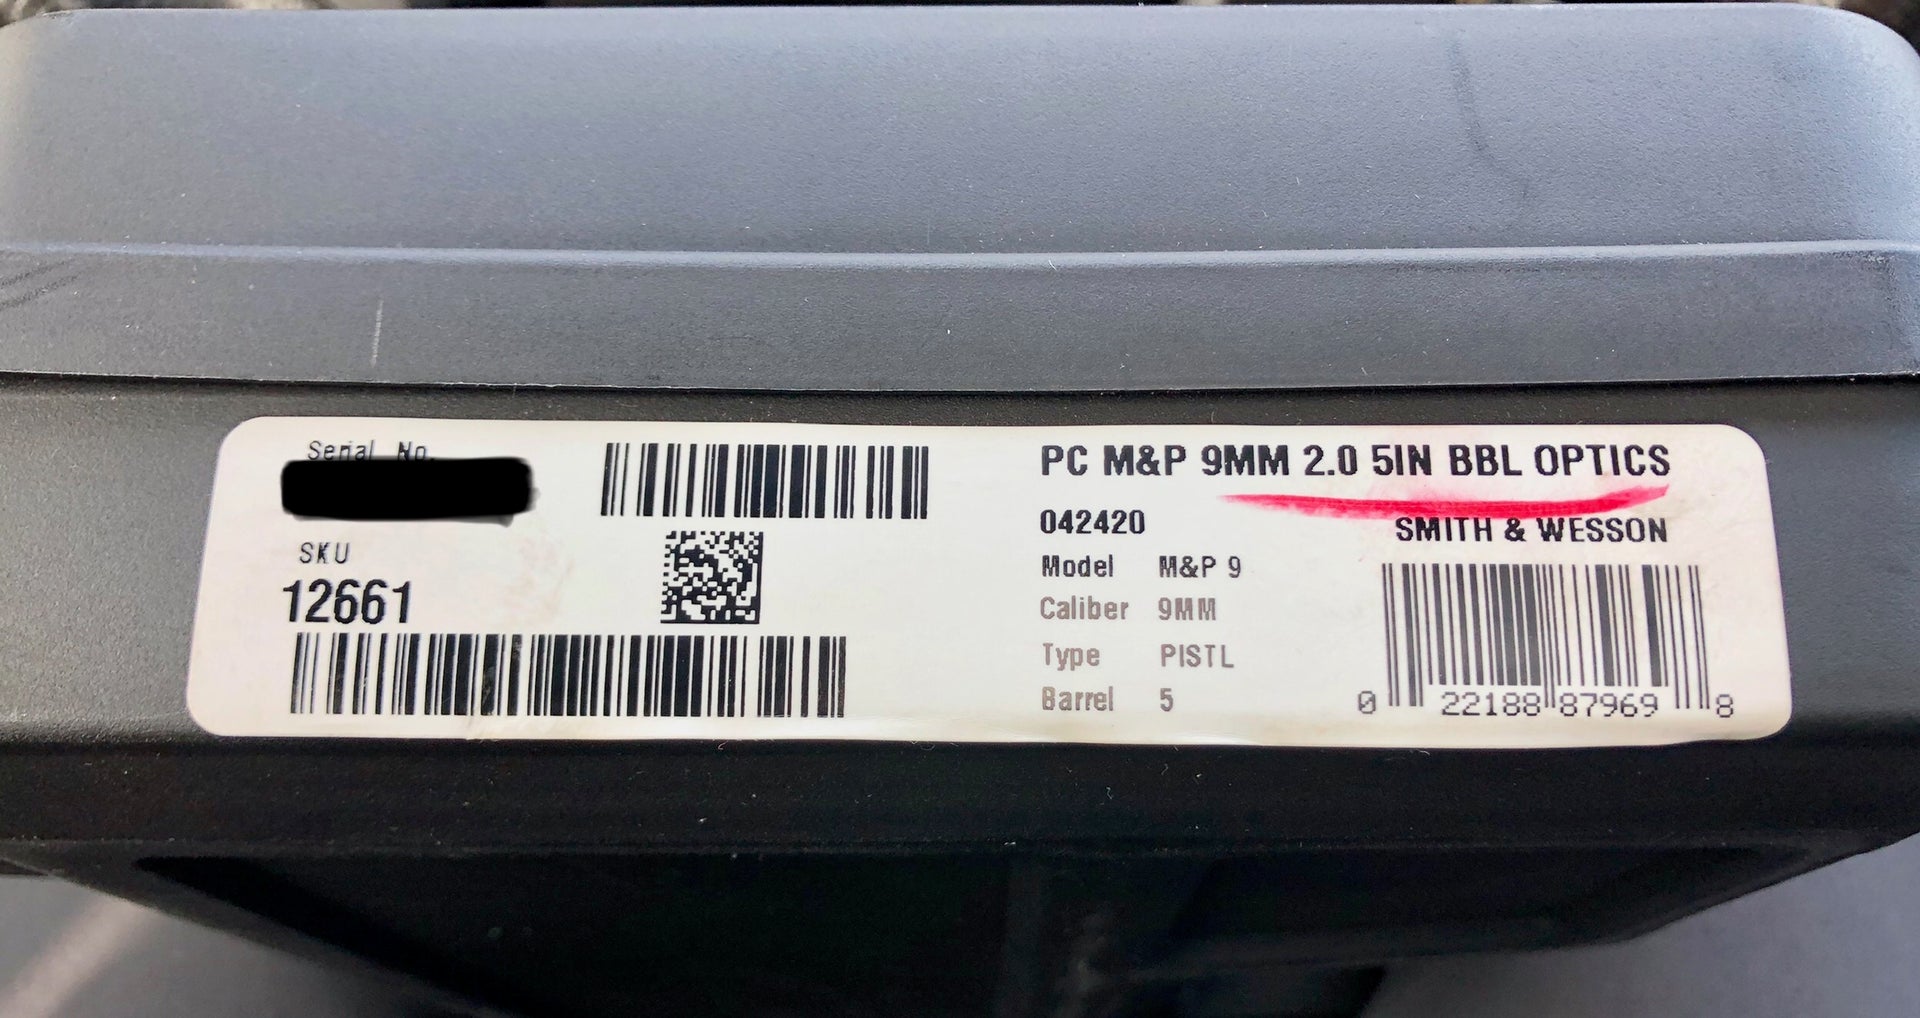 Serial No.
SKU
12661
PC M&P 9MM 2.0 5IN BBL OPTICS
042420
SMITH & WESSON
Model M&P 9
Caliber 9MM
Type PISTL
Barrel 5
0 22188 87969 8